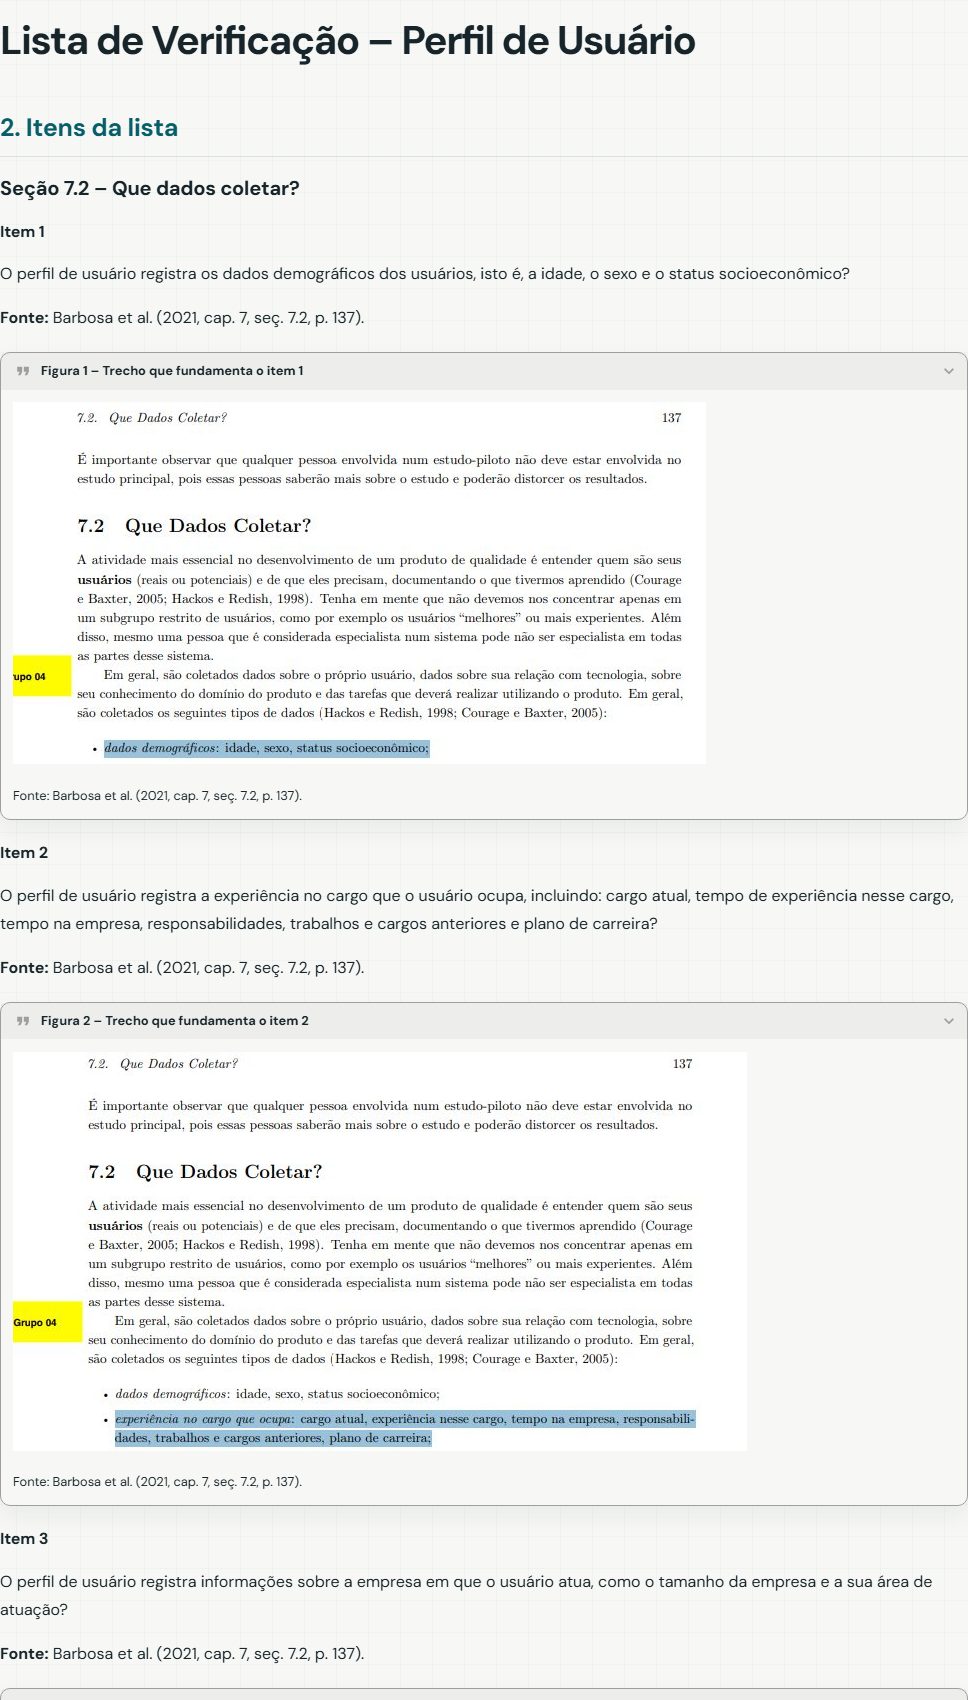 Lista de Verificação – Perfil de Usuário
2. Itens da lista
Seção 7.2 – Que dados coletar?
Item 1
O perfil de usuário registra os dados demográficos dos usuários, isto é, a idade, o sexo e o status socioeconômico?
Fonte: Barbosa et al. (2021, cap. 7, seç. 7.2, p. 137).
Figura 1 – Trecho que fundamenta o item 1
7.2. Que Dados Coletar? 137
É importante observar que qualquer pessoa envolvida num estudo-piloto não deve estar envolvida no
estudo principal, pois essas pessoas saberão mais sobre o estudo e poderão distorcer os resultados.
7.2 Que Dados Coletar?
A atividade mais essencial no desenvolvimento de um produto de qualidade é entender quem são seus
usuários (reais ou potenciais) e de que eles precisam, documentando o que tivermos aprendido (Courage
e Baxter, 2005; Hackos e Redish, 1998). Tenha em mente que não devemos nos concentrar apenas em
um subgrupo restrito de usuários, como por exemplo os usuários “melhores” ou mais experientes. Além
disso, mesmo uma pessoa que é considerada especialista num sistema pode não ser especialista em todas
as partes desse sistema.
upo 04
Em geral, são coletados dados sobre o próprio usuário, dados sobre sua relação com tecnologia, sobre
seu conhecimento do domínio do produto e das tarefas que deverá realizar utilizando o produto. Em geral,
são coletados os seguintes tipos de dados (Hackos e Redish, 1998; Courage e Baxter, 2005):
• dados demográficos: idade, sexo, status socioeconômico;
Fonte: Barbosa et al. (2021, cap. 7, seç. 7.2, p. 137).
Item 2
O perfil de usuário registra a experiência no cargo que o usuário ocupa, incluindo: cargo atual, tempo de experiência nesse cargo,
tempo na empresa, responsabilidades, trabalhos e cargos anteriores e plano de carreira?
Fonte: Barbosa et al. (2021, cap. 7, seç. 7.2, p. 137).
Figura 2 – Trecho que fundamenta o item 2
7.2. Que Dados Coletar? 137
É importante observar que qualquer pessoa envolvida num estudo-piloto não deve estar envolvida no
estudo principal, pois essas pessoas saberão mais sobre o estudo e poderão distorcer os resultados.
7.2 Que Dados Coletar?
A atividade mais essencial no desenvolvimento de um produto de qualidade é entender quem são seus
usuários (reais ou potenciais) e de que eles precisam, documentando o que tivermos aprendido (Courage
e Baxter, 2005; Hackos e Redish, 1998). Tenha em mente que não devemos nos concentrar apenas em
um subgrupo restrito de usuários, como por exemplo os usuários “melhores” ou mais experientes. Além
disso, mesmo uma pessoa que é considerada especialista num sistema pode não ser especialista em todas
as partes desse sistema.
Grupo 04
Em geral, são coletados dados sobre o próprio usuário, dados sobre sua relação com tecnologia, sobre
seu conhecimento do domínio do produto e das tarefas que deverá realizar utilizando o produto. Em geral,
são coletados os seguintes tipos de dados (Hackos e Redish, 1998; Courage e Baxter, 2005):
• dados demográficos: idade, sexo, status socioeconômico;
• experiência no cargo que ocupa: cargo atual, experiência nesse cargo, tempo na empresa, responsabili-
dades, trabalhos e cargos anteriores, plano de carreira;
Fonte: Barbosa et al. (2021, cap. 7, seç. 7.2, p. 137).
Item 3
O perfil de usuário registra informações sobre a empresa em que o usuário atua, como o tamanho da empresa e a sua área de
atuação?
Fonte: Barbosa et al. (2021, cap. 7, seç. 7.2, p. 137).